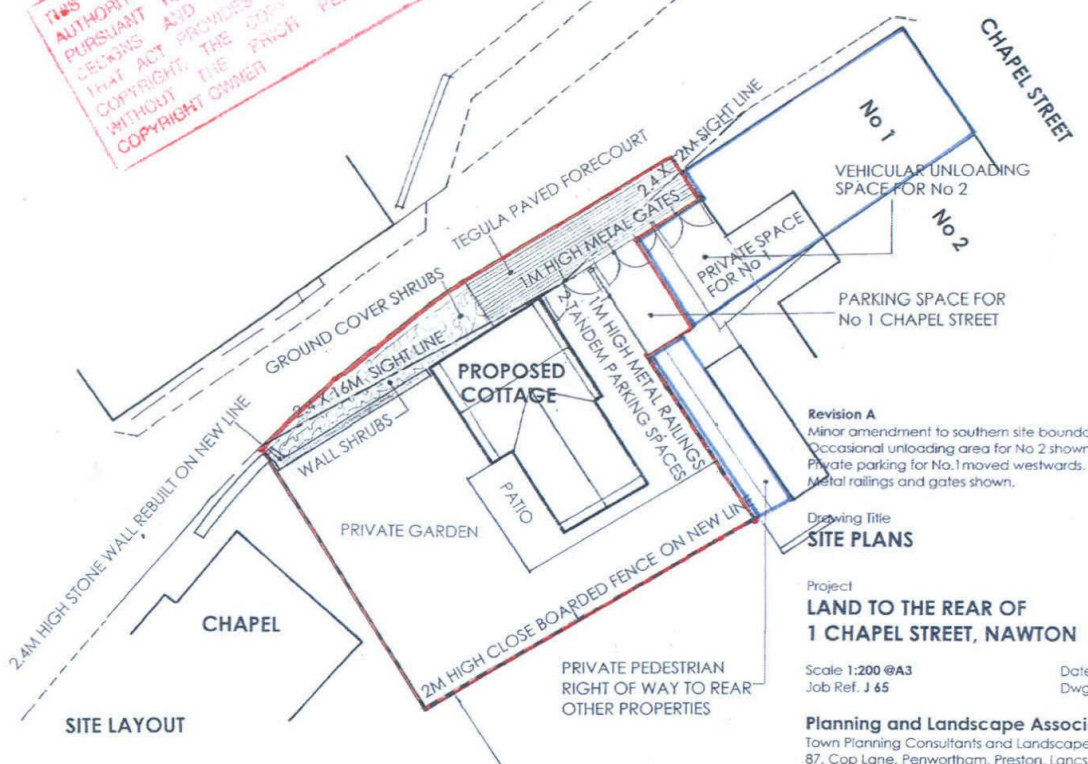 THIS
AUTHORIT
PURSUANT
DESIGNS AND
THAT ACT PROVIDES
COPYRIGHT, THE COPY
WITHOUT THE PRIOR PE
COPYRIGHT OWNER
CHAPEL STREET
No 1
2.4 X 2M SIGHT LINE
VEHICULAR UNLOADING
SPACE FOR No 2
No 2
TEGULA PAVED FORECOURT
1M HIGH METAL GATES
PRIVATE SPACE
FOR No 1
GROUND COVER SHRUBS
PARKING SPACE FOR
No 1 CHAPEL STREET
1M HIGH METAL RAILINGS
2 TANDEM PARKING SPACES
2.4 X 16M SIGHT LINE
PROPOSED
COTTAGE
WALL SHRUBS
2.4M HIGH STONE WALL REBUILT ON NEW LINE
PATIO
PRIVATE GARDEN
2M HIGH CLOSE BOARDED FENCE ON NEW LINE
CHAPEL
PRIVATE PEDESTRIAN
RIGHT OF WAY TO REAR
OTHER PROPERTIES
SITE LAYOUT
Revision A
Minor amendment to southern site bounda
Occasional unloading area for No 2 shown
Private parking for No.1 moved westwards.
Metal railings and gates shown.
Drawing Title
SITE PLANS
Project
LAND TO THE REAR OF
1 CHAPEL STREET, NAWTON
Scale 1:200 @A3 Date
Job Ref. J 65 Dwg
Planning and Landscape Associ
Town Planning Consultants and Landscape
87, Cop Lane, Penwortham, Preston, Lancs